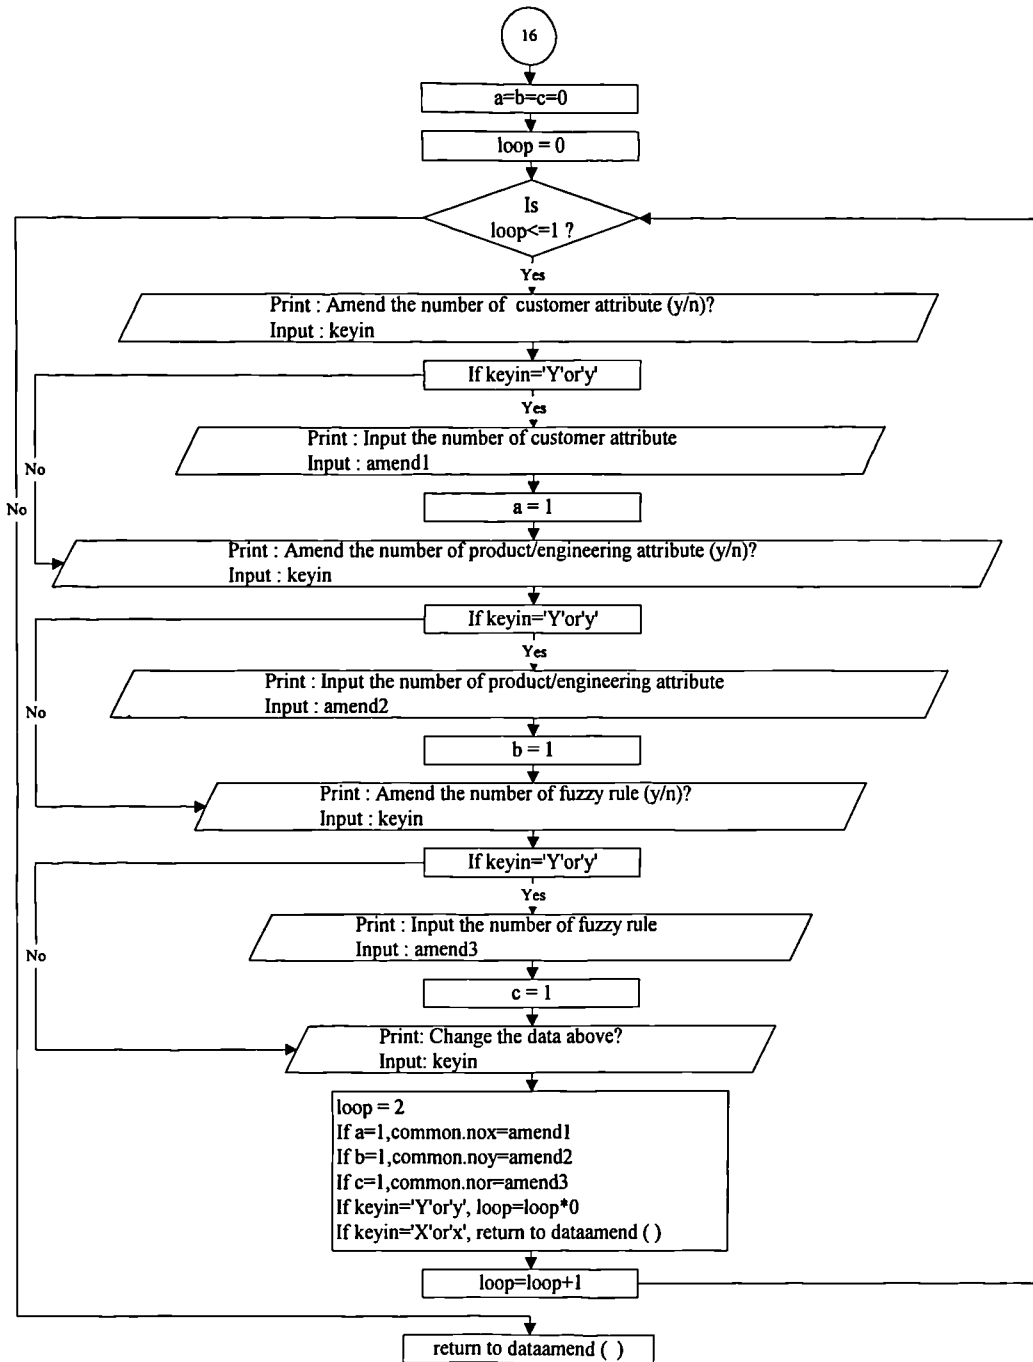 16
a=b=c=0
loop = 0
Is
loop<=1 ?
Yes
Print : Amend the number of customer attribute (y/n)?
Input : keyin
If keyin='Y'or'y'
Yes
Print : Input the number of customer attribute
Input : amend1
No
No
a = 1
Print : Amend the number of product/engineering attribute (y/n)?
Input : keyin
If keyin='Y'or'y'
Yes
Print : Input the number of product/engineering attribute
Input : amend2
No
b = 1
Print : Amend the number of fuzzy rule (y/n)?
Input : keyin
If keyin='Y'or'y'
Yes
Print : Input the number of fuzzy rule
Input : amend3
No
c = 1
Print: Change the data above?
Input: keyin
loop = 2
If a=1,common.nox=amend1
If b=1,common.noy=amend2
If c=1,common.nor=amend3
If keyin='Y'or'y', loop=loop*0
If keyin='X'or'x', return to dataamend ( )
loop=loop+1
return to dataamend ( )